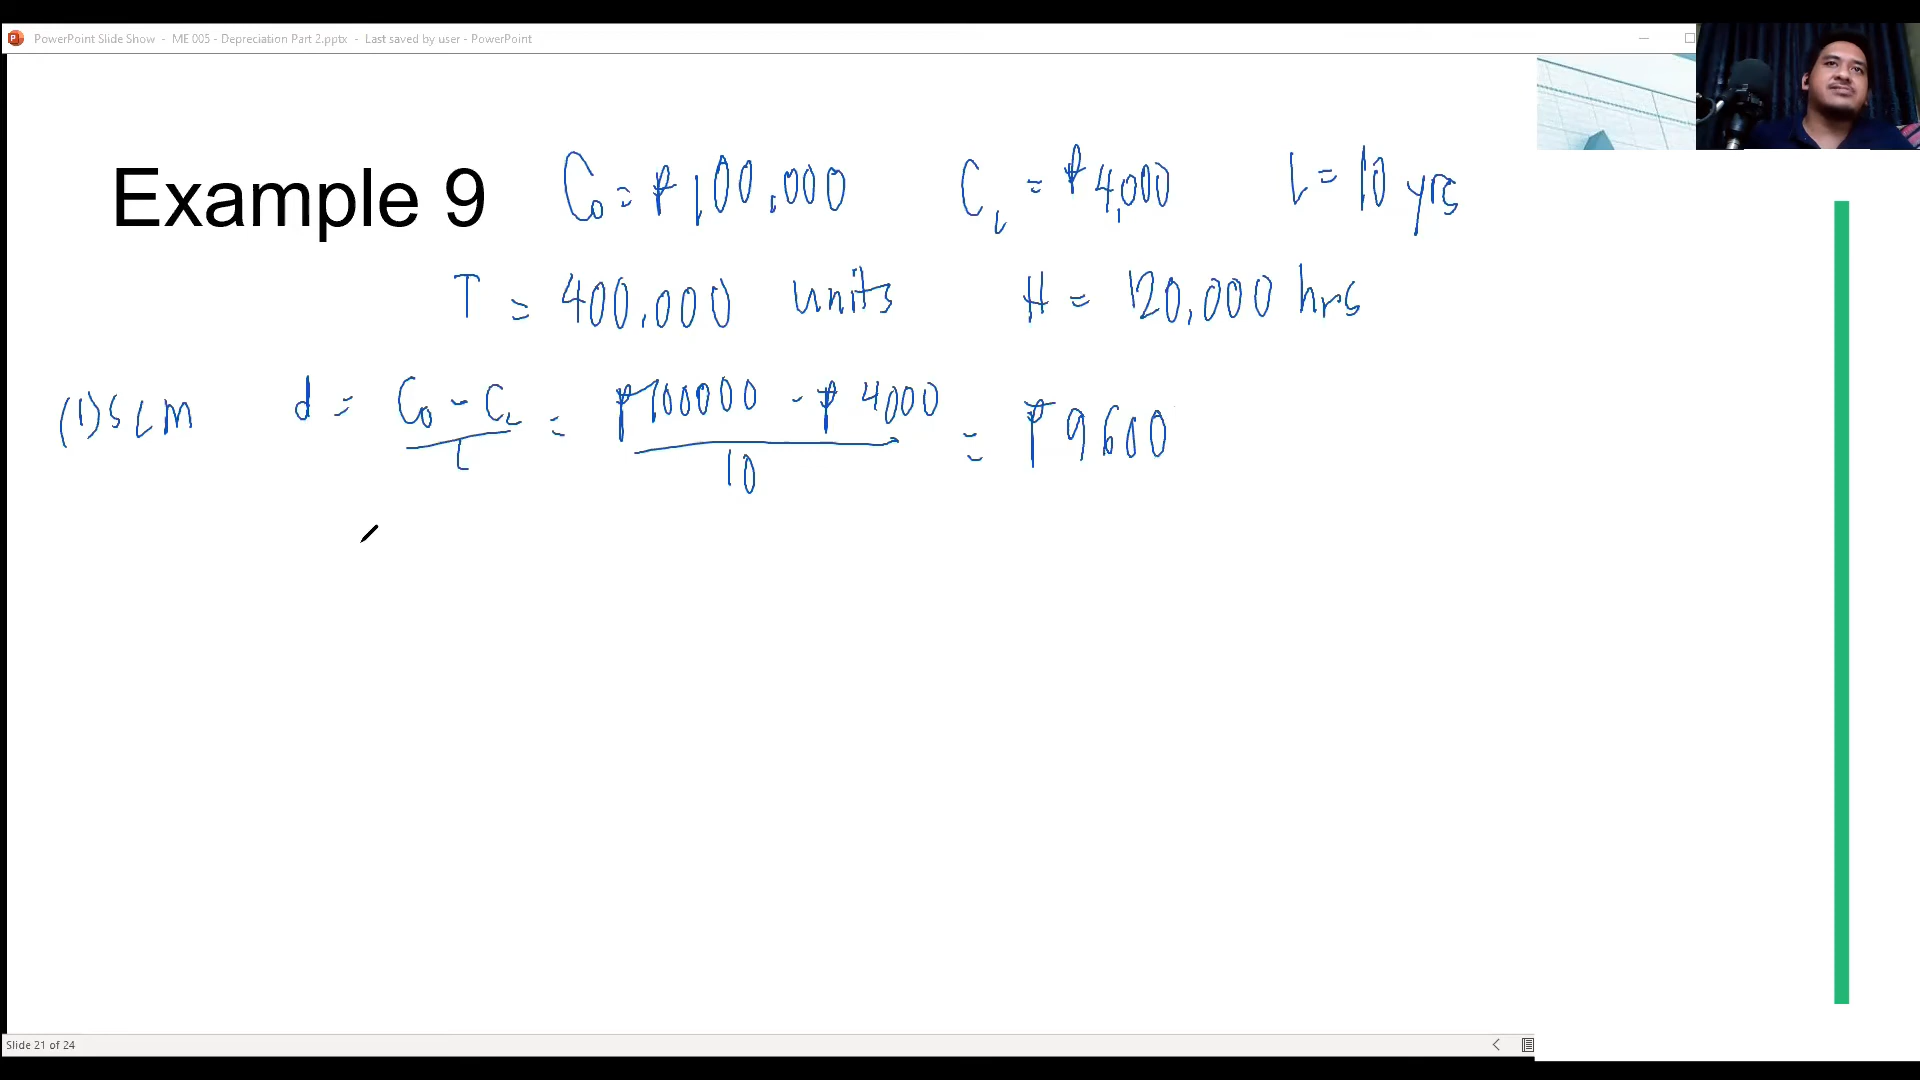 PowerPoint Slide Show - ME 005 - Depreciation Part 2.pptx - Last saved by user - PowerPoint
Example 9
C₀ = ₱100,000 C_L = ₱4,000 L = 10 yrs
T = 400,000 units H = 120,000 hrs
(1) SLM d = (C₀ - C_L)/L = (₱100000 - ₱4000)/10 = ₱9600
Slide 21 of 24